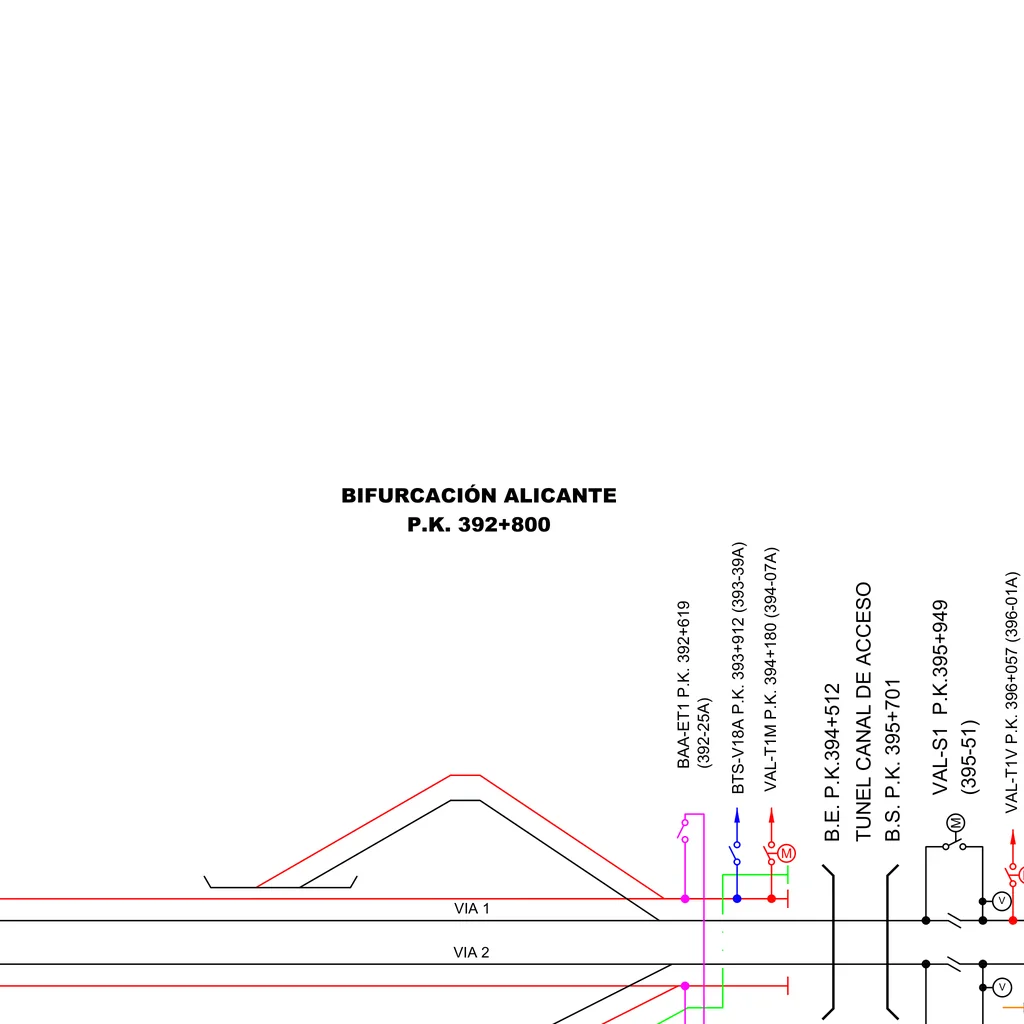 BIFURCACIÓN ALICANTE
P.K. 392+800
BAA-ET1 P.K. 392+619
(392-25A)
BTS-V18A P.K. 393+912 (393-39A)
VAL-T1M P.K. 394+180 (394-07A)
B.E. P.K.394+512
TUNEL CANAL DE ACCESO
B.S. P.K. 395+701
VAL-S1 P.K.395+949
(395-51)
VAL-T1V P.K. 396+057 (396-01A)
M
M
V
VIA 1
VIA 2
V